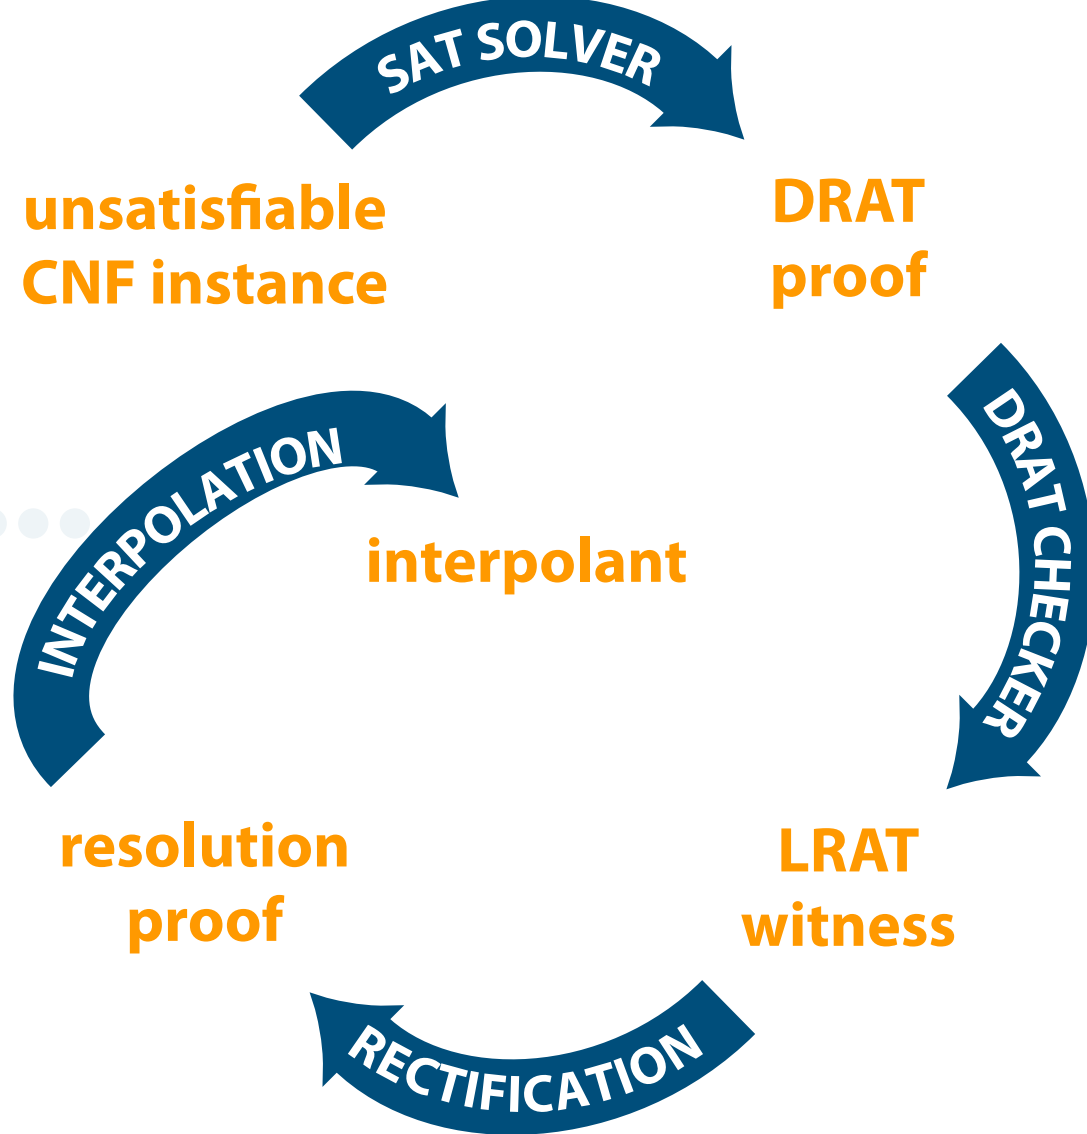 SAT SOLVER
unsatisfiable
CNF instance
DRAT
proof
DRAT CHECKER
LRAT
witness
RECTIFICATION
resolution
proof
INTERPOLATION
interpolant